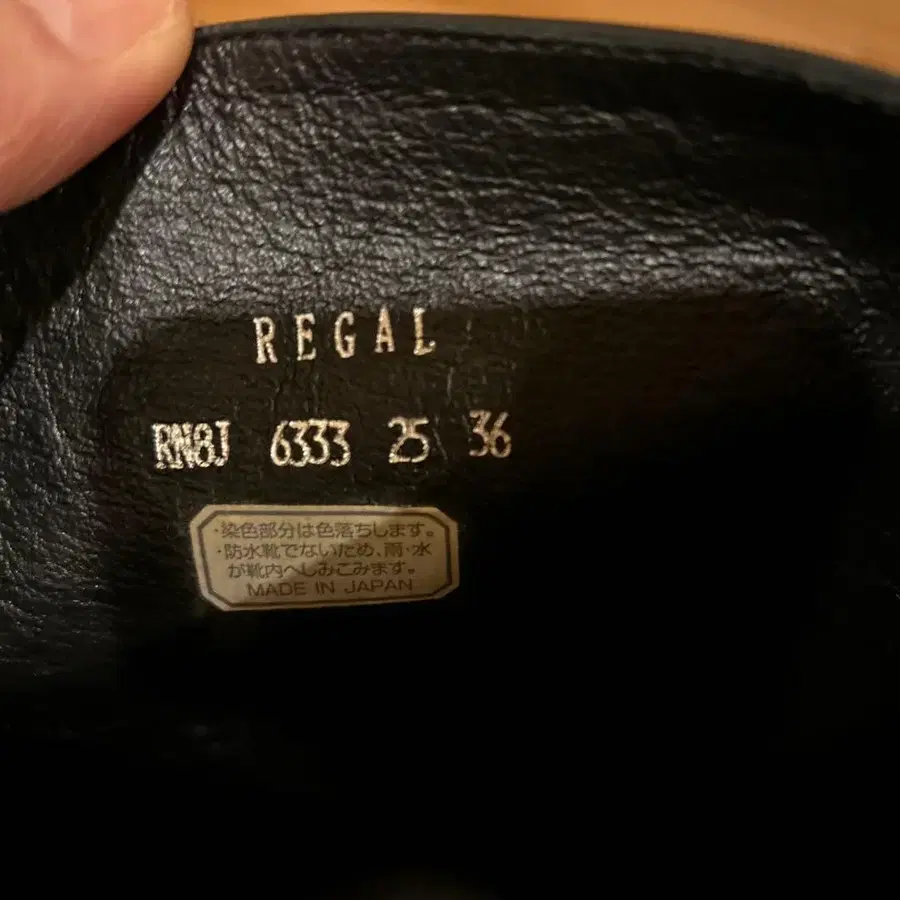 REGAL
RN8J 6333 25 36
・染色部分は色落ちします。
・防水靴でないため、雨・水
が靴内へしみこみます。
MADE IN JAPAN